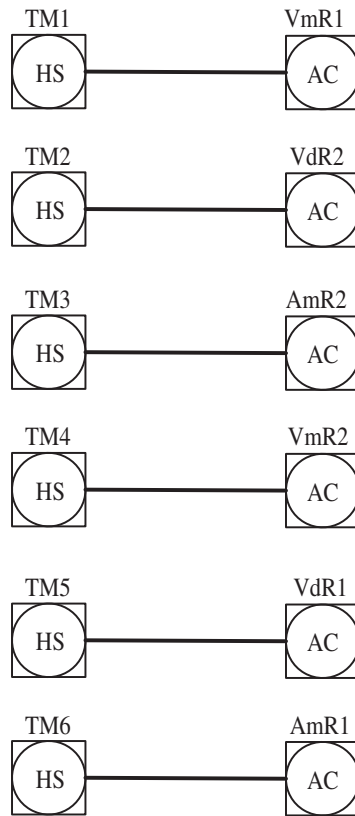 TM1 VmR1
HS AC
TM2 VdR2
HS AC
TM3 AmR2
HS AC
TM4 VmR2
HS AC
TM5 VdR1
HS AC
TM6 AmR1
HS AC